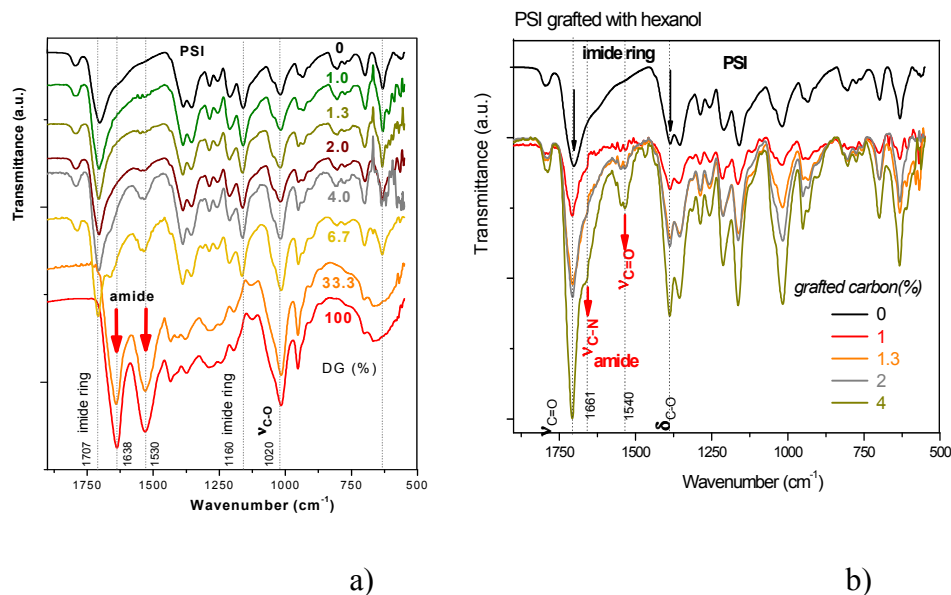 PSI
0
1.0
1.3
2.0
4.0
6.7
33.3
100
amide
DG (%)
1707 imide ring
1638
1530
1160 imide ring
1020 νC-O
Transmittance (a.u.)
1750 1500 1250 1000 750 500
Wavenumber (cm-1)
a)
PSI grafted with hexanol
imide ring
PSI
νC=O
νC-N
amide
grafted carbon(%)
0
1
1.3
2
4
νC=O
1661
1540
δC-O
Transmittance (a.u.)
1750 1500 1250 1000 750 500
Wavenumber (cm-1)
b)